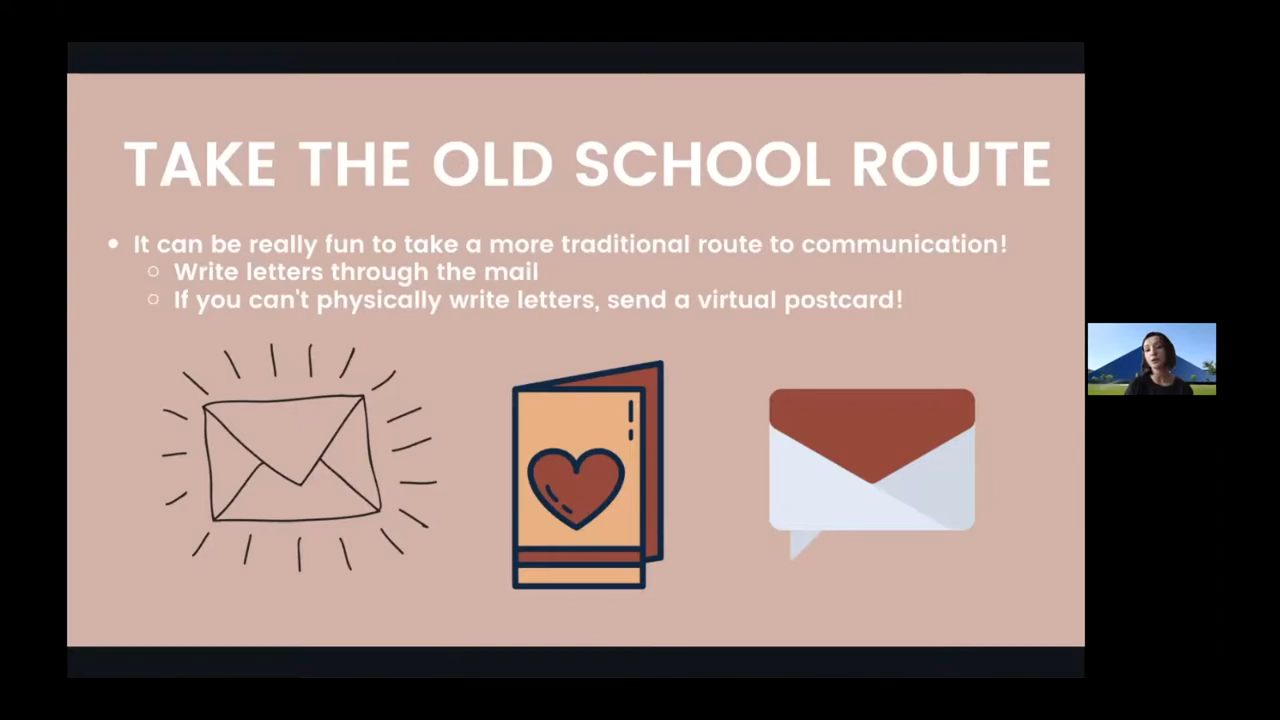 TAKE THE OLD SCHOOL ROUTE
• It can be really fun to take a more traditional route to communication!
○ Write letters through the mail
○ If you can't physically write letters, send a virtual postcard!